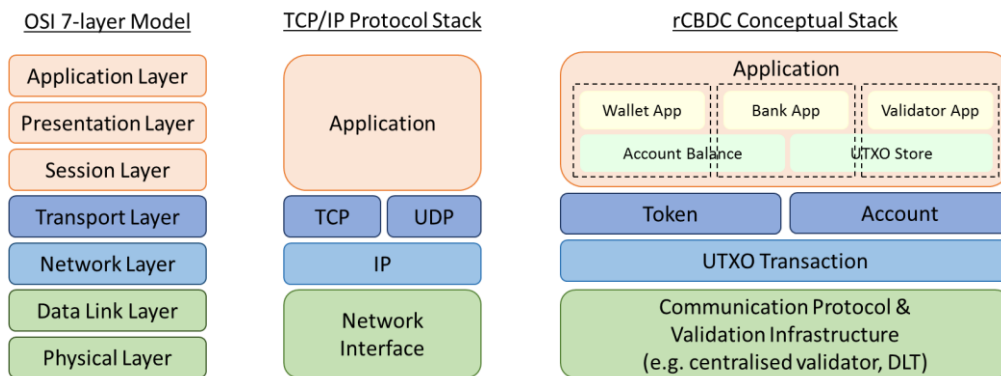 OSI 7-layer Model
Application Layer
Presentation Layer
Session Layer
Transport Layer
Network Layer
Data Link Layer
Physical Layer
TCP/IP Protocol Stack
Application
TCP
UDP
IP
Network
Interface
rCBDC Conceptual Stack
Application
Wallet App
Bank App
Validator App
Account Balance
UTXO Store
Token
Account
UTXO Transaction
Communication Protocol &
Validation Infrastructure
(e.g. centralised validator, DLT)